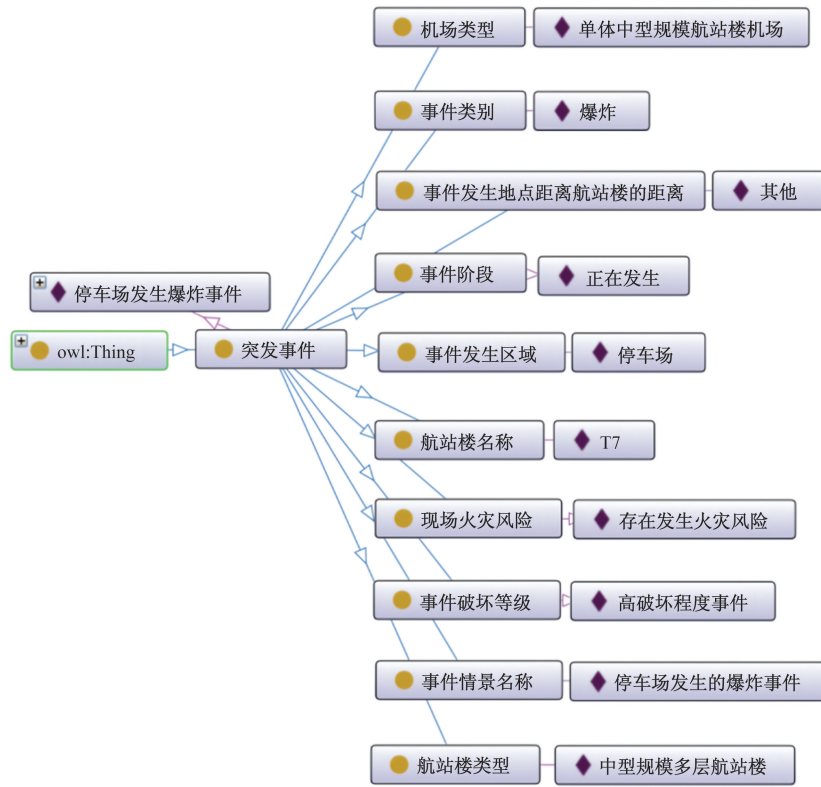 机场类型
单体中型规模航站楼机场
事件类别
爆炸
事件发生地点距离航站楼的距离
其他
事件阶段
正在发生
停车场发生爆炸事件
owl:Thing
突发事件
事件发生区域
停车场
航站楼名称
T7
现场火灾风险
存在发生火灾风险
事件破坏等级
高破坏程度事件
事件情景名称
停车场发生的爆炸事件
航站楼类型
中型规模多层航站楼